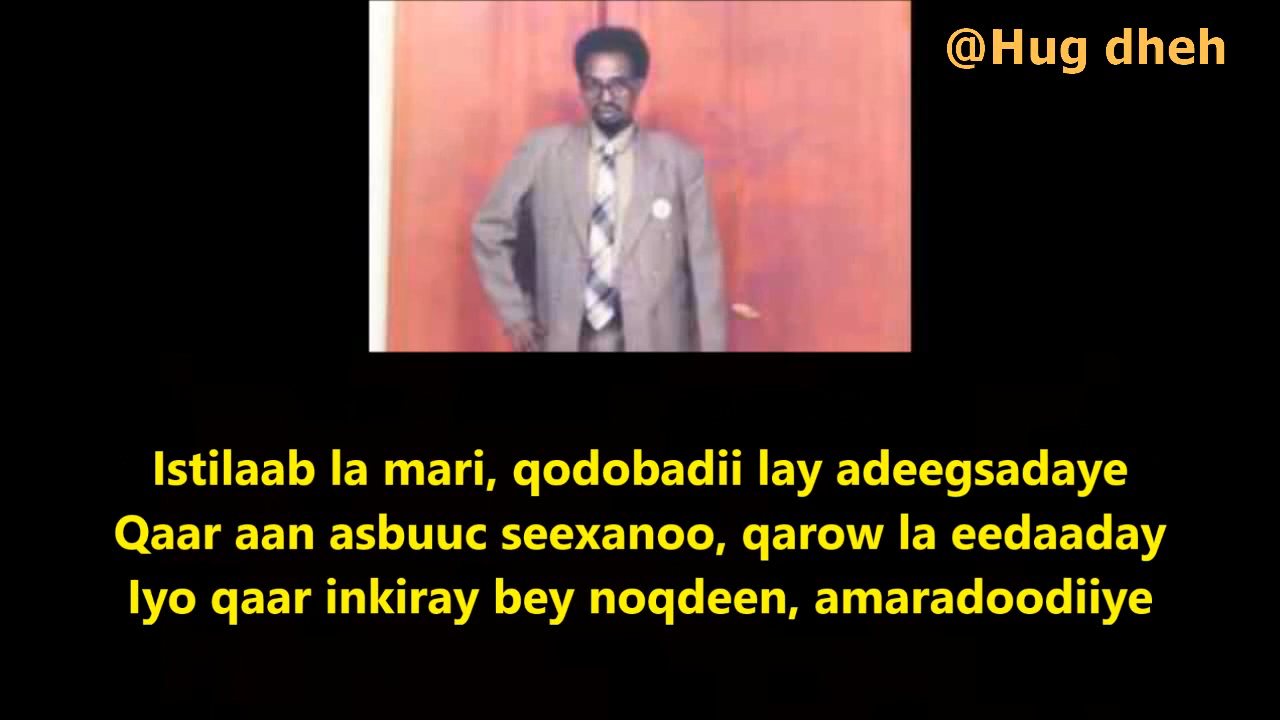 @Hug dheh
Istilaab la mari, qodobadii lay adeegsadaye
Qaar aan asbuuc seexanoo, qarow la eedaaday
Iyo qaar inkiray bey noqdeen, amaradoodiiye